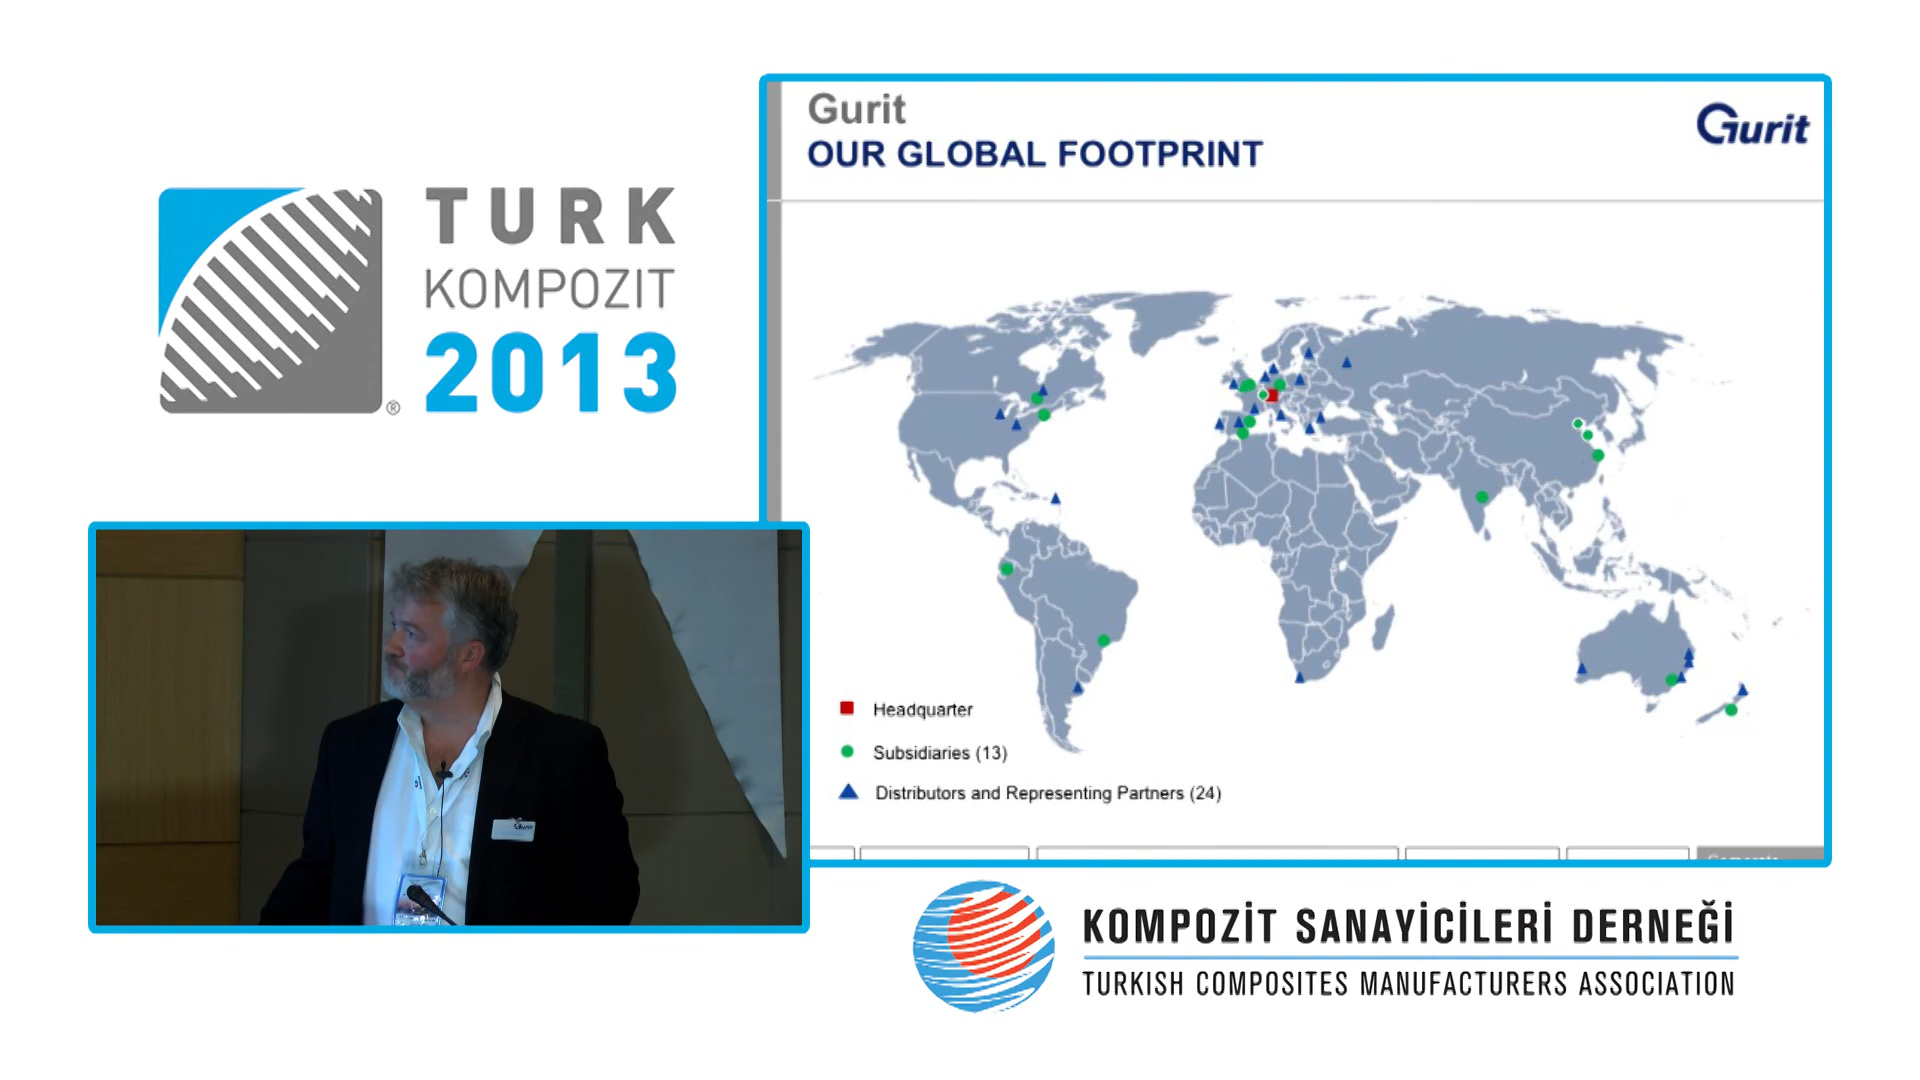 TURK
KOMPOZIT
2013
®
Gurit
OUR GLOBAL FOOTPRINT
Gurit
Headquarter
Subsidiaries (13)
Distributors and Representing Partners (24)
Gurit
KOMPOZİT SANAYİCİLERİ DERNEĞİ
TURKISH COMPOSITES MANUFACTURERS ASSOCIATION